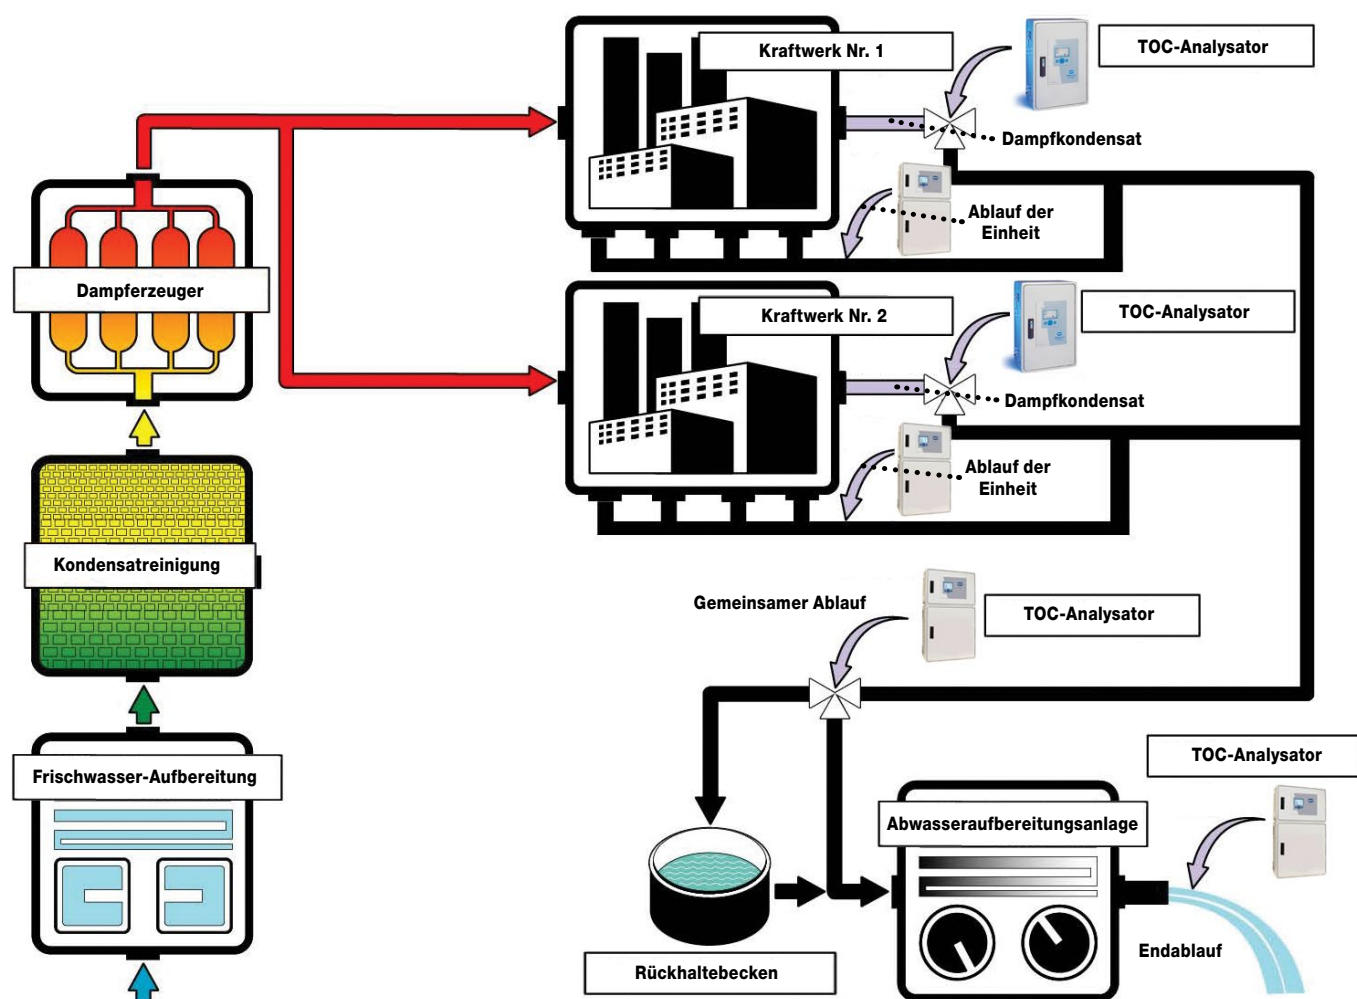 Kraftwerk Nr. 1
TOC-Analysator
Dampfkondensat
Ablauf der
Einheit
Dampferzeuger
Kraftwerk Nr. 2
TOC-Analysator
Dampfkondensat
Ablauf der
Einheit
Kondensatreinigung
Gemeinsamer Ablauf
TOC-Analysator
Frischwasser-Aufbereitung
TOC-Analysator
Abwasseraufbereitungsanlage
Endablauf
Rückhaltebecken